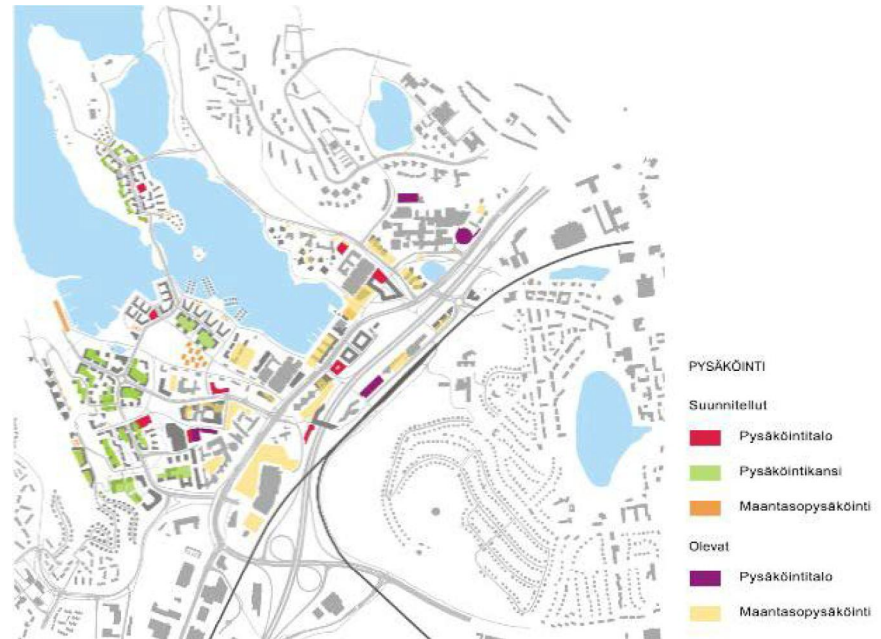 PYSÄKÖINTI
Suunnitellut
Pysäköintitalo
Pysäköintikansi
Maantasopysäköinti
Olevat
Pysäköintitalo
Maantasopysäköinti